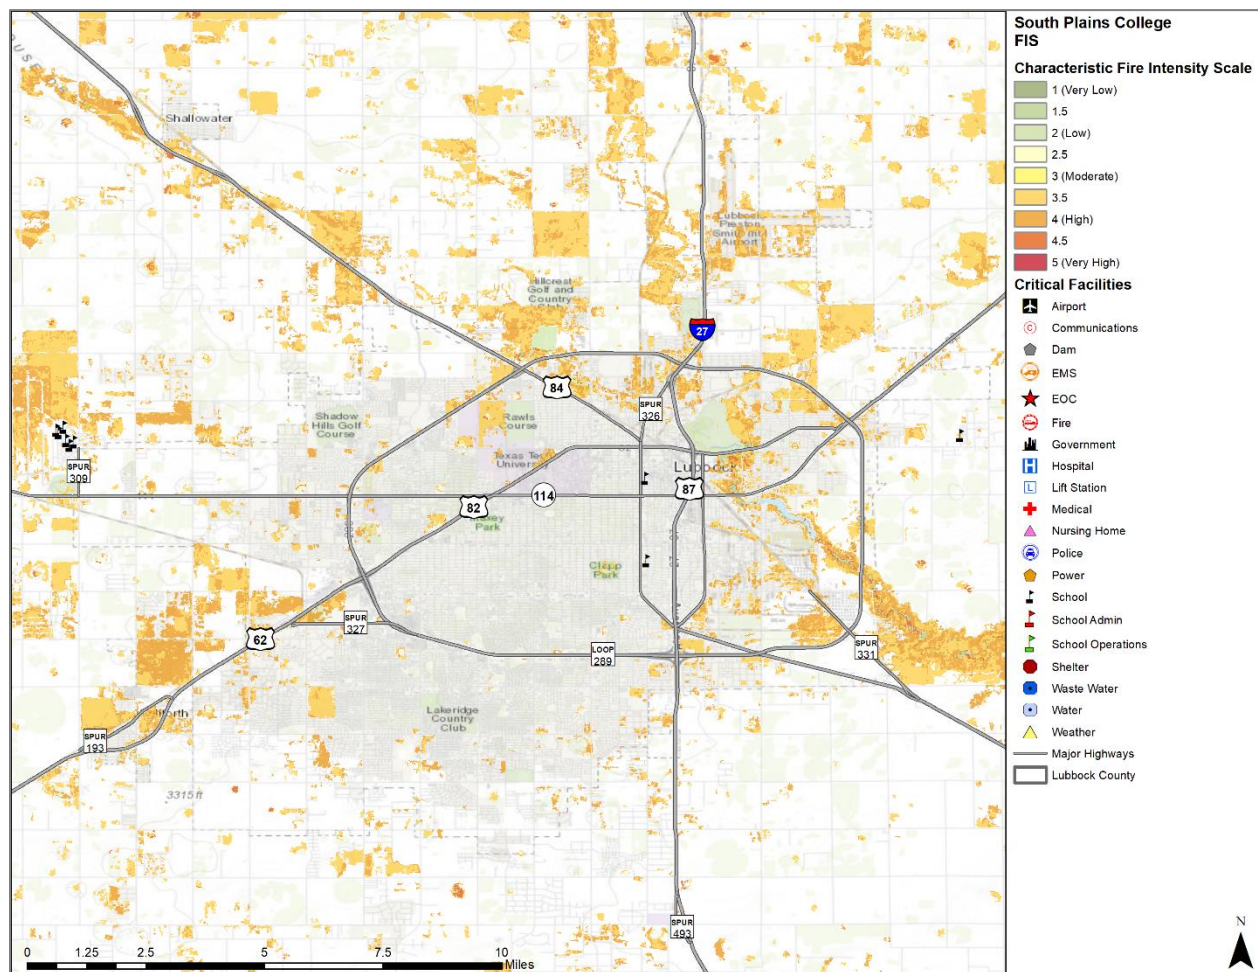 South Plains College
FIS
Characteristic Fire Intensity Scale
1 (Very Low)
1.5
2 (Low)
2.5
3 (Moderate)
3.5
4 (High)
4.5
5 (Very High)
Critical Facilities
Airport
Communications
Dam
EMS
EOC
Fire
Government
Hospital
Lift Station
Medical
Nursing Home
Police
Power
School
School Admin
School Operations
Shelter
Waste Water
Water
Weather
Major Highways
Lubbock County
N
Shallowater
Lubbock
Preston
Airport
Hillcrest
Golf and
Country
27
84
SPUR
326
Shadow
Hills Golf
Course
Rawls
Course
Texas Tech
University
Lubbock
SPUR
309
114
87
82
Park
Clapp
Park
62
SPUR
327
LOOP
289
SPUR
331
SPUR
193
Lakeridge
Country
Club
3315 ft
SPUR
493
0 1.25 2.5 5 7.5 10
Miles